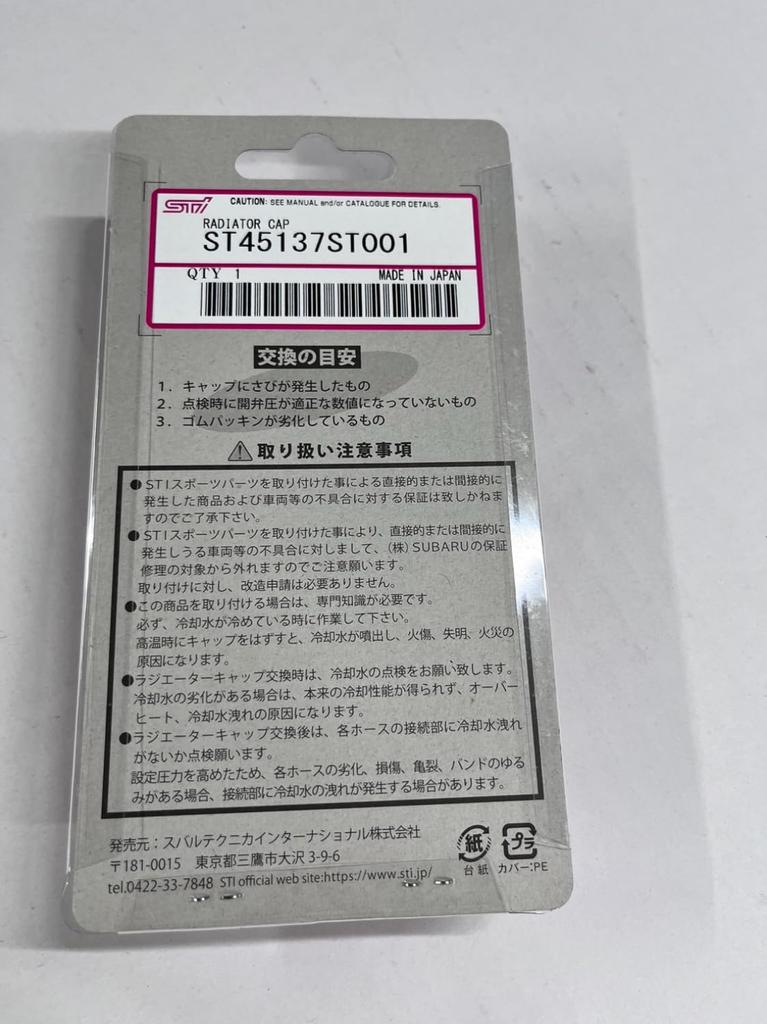 STi CAUTION: SEE MANUAL and/or CATALOGUE FOR DETAILS.
RADIATOR CAP
ST45137ST001
QTY 1 MADE IN JAPAN
交換の目安
1. キャップにさびが発生したもの
2. 点検時に開弁圧が適正な数値になっていないもの
3. ゴムパッキンが劣化しているもの
取り扱い注意事項
●STIスポーツパーツを取り付けた事による直接的または間接的に
発生した商品および車両等の不具合に対する保証は致しかねま
すのでご了承下さい。
●STIスポーツパーツを取り付けた事により、直接的または間接的に
発生しうる車両等の不具合に対しまして、(株)SUBARUの保証
修理の対象から外れますのでご注意願います。
取り付けに対し、改造申請は必要ありません。
●この商品を取り付ける場合は、専門知識が必要です。
必ず、冷却水が冷めている時に作業して下さい。
高温時にキャップをはずすと、冷却水が噴出し、火傷、失明、火災の
原因になります。
●ラジエーターキャップ交換時は、冷却水の点検をお願い致します。
冷却水の劣化がある場合は、本来の冷却性能が得られず、オーバー
ヒート、冷却水洩れの原因になります。
●ラジエーターキャップ交換後は、各ホースの接続部に冷却水洩れ
がないか点検願います。
設定圧力を高めたため、各ホースの劣化、損傷、亀裂、バンドのゆる
みがある場合、接続部に冷却水の洩れが発生する場合があります。
発売元：スバルテクニカインターナショナル株式会社
〒181-0015 東京都三鷹市大沢 3-9-6
tel.0422-33-7848 STI official web site:https://www.sti.jp/
紙 プラ
台紙 カバー:PE